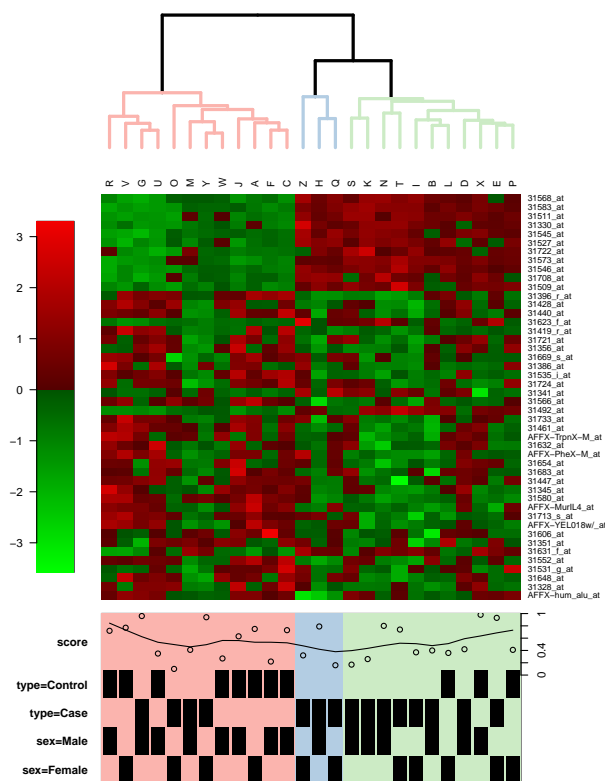 R V G U O M Y W J A F C Z H Q S K N T I B L D X E P
31568_at
31583_at
31511_at
31330_at
31545_at
31527_at
31722_at
31573_at
31546_at
31708_at
31509_at
31396_r_at
31428_at
31440_at
31623_f_at
31419_r_at
31721_at
31356_at
31669_s_at
31386_at
31535_i_at
31724_at
31341_at
31566_at
31492_at
31733_at
31461_at
AFFX-TrpnX-M_at
31632_at
AFFX-PheX-M_at
31654_at
31683_at
31447_at
31345_at
31580_at
AFFX-MurIL4_at
31713_s_at
AFFX-YEL018w/_at
31606_at
31351_at
31631_f_at
31552_at
31531_g_at
31648_at
31328_at
AFFX-hum_alu_at
3
2
1
0
-1
-2
-3
score
0 0.4 1
type=Control
type=Case
sex=Male
sex=Female